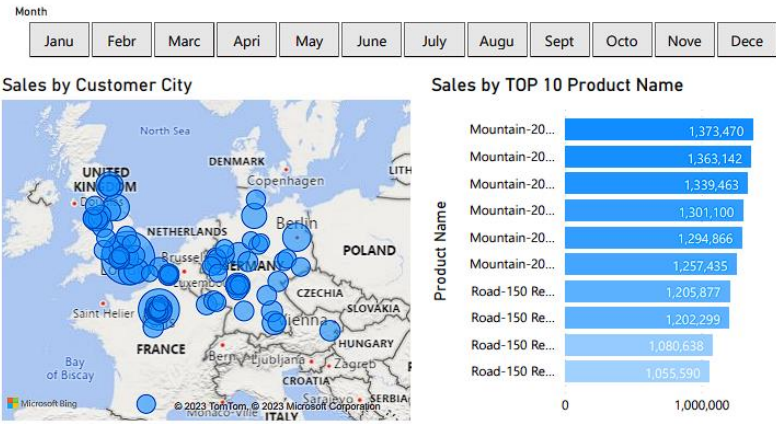 Month
Janu Febr Marc Apri May June July Augu Sept Octo Nove Dece
Sales by Customer City
North Sea
DENMARK
LITH
Copenhagen
UNITED
KINGDOM
Berlin
NETHERLANDS
POLAND
Brusse
GERMANY
Luxembo
CZECHIA
Saint Helier
SLOVAKIA
Vienna
FRANCE
HUNGARY
Bern
Ljubljana
Zagreb
Bay
of Biscay
CROATIA
Sarajevo
SERBIA
Microsoft Bing
© 2023 TomTom, © 2023 Microsoft Corporation
Monaco-Ville
ITALY
Sales by TOP 10 Product Name
Product Name
Mountain-20... 1,373,470
Mountain-20... 1,363,142
Mountain-20... 1,339,463
Mountain-20... 1,301,100
Mountain-20... 1,294,866
Mountain-20... 1,257,435
Road-150 Re... 1,205,877
Road-150 Re... 1,202,299
Road-150 Re... 1,080,638
Road-150 Re... 1,055,590
0 1,000,000